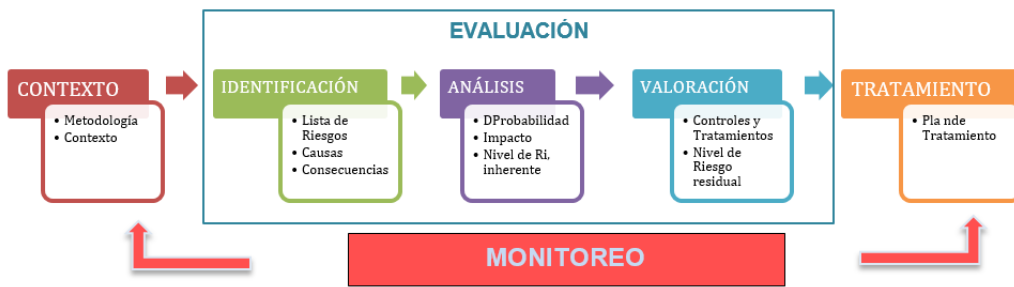 EVALUACIÓN
CONTEXTO
• Metodología
• Contexto
IDENTIFICACIÓN
• Lista de
Riesgos
• Causas
• Consecuencias
ANÁLISIS
• DProbabilidad
• Impacto
• Nivel de Ri,
inherente
VALORACIÓN
• Controles y
Tratamientos
• Nivel de
Riesgo
residual
TRATAMIENTO
• Pla nde
Tratamiento
MONITOREO